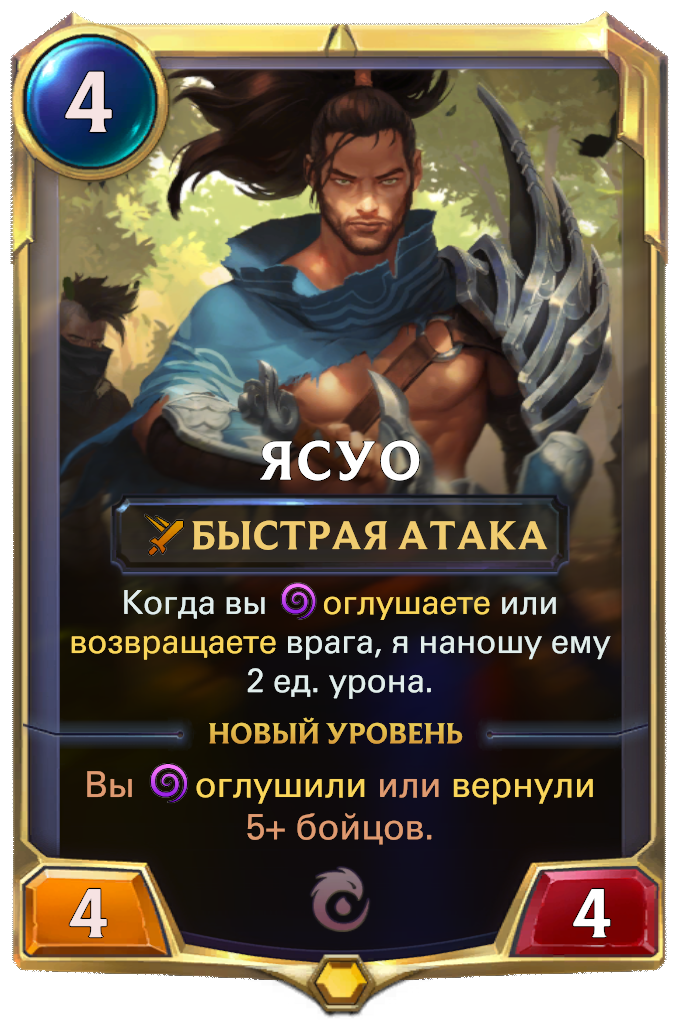 4
ЯСУО
БЫСТРАЯ АТАКА
Когда вы оглушаете или
возвращаете врага, я наношу ему
2 ед. урона.
НОВЫЙ УРОВЕНЬ
Вы оглушили или вернули
5+ бойцов.
4
4